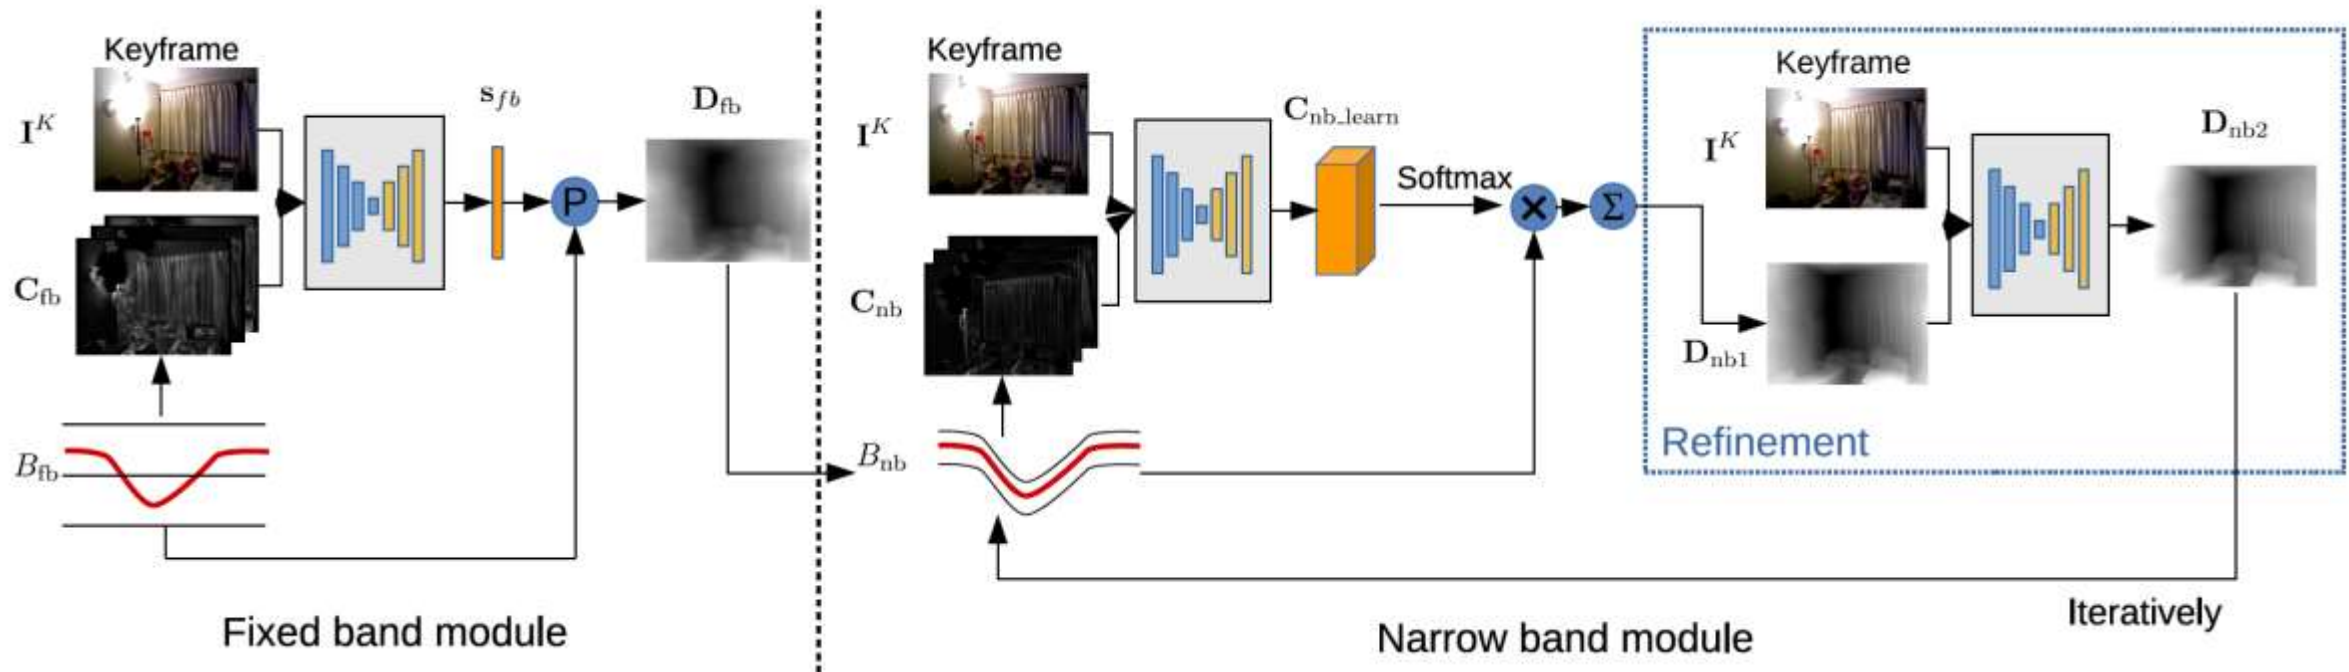 Keyframe
I^K
C_fb
B_fb
s_fb
P
D_fb
Fixed band module
Keyframe
I^K
C_nb
B_nb
C_nb_learn
Softmax
×
Σ
Keyframe
I^K
D_nb1
D_nb2
Refinement
Iteratively
Narrow band module